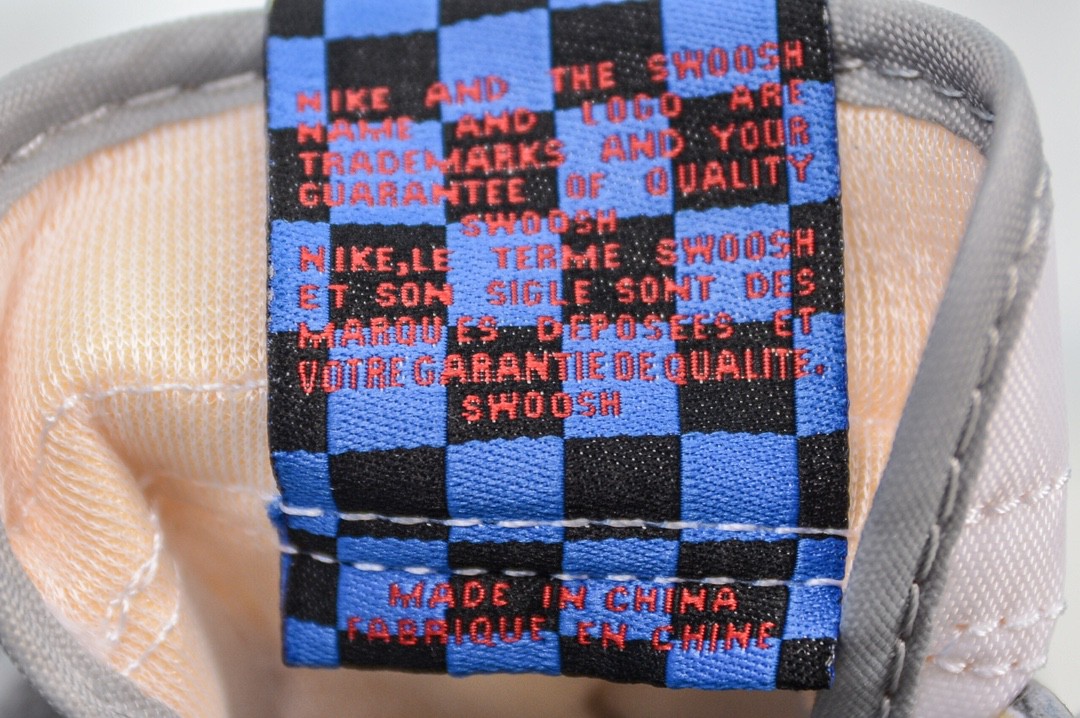 NIKE AND THE SWOOSH
NAME AND LOGO ARE
TRADEMARKS AND YOUR
GUARANTEE OF QUALITY
SWOOSH
NIKE,LE TERME SWOOSH
ET SON SIGLE SONT DES
MARQUES DEPOSEES ET
VOTRE GARANTIE DE QUALITE.
SWOOSH
MADE IN CHINA
FABRIQUE EN CHINE